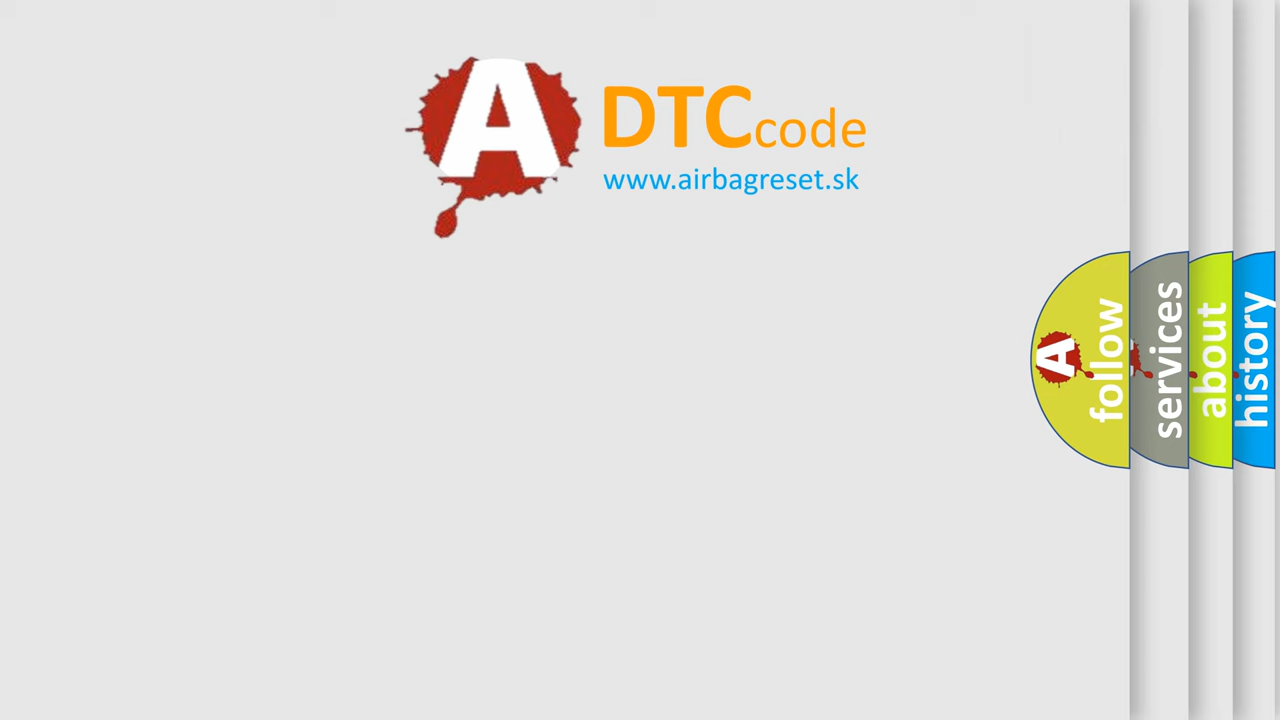 A
DTCcode
www.airbagreset.sk
A
follow
services
about
history